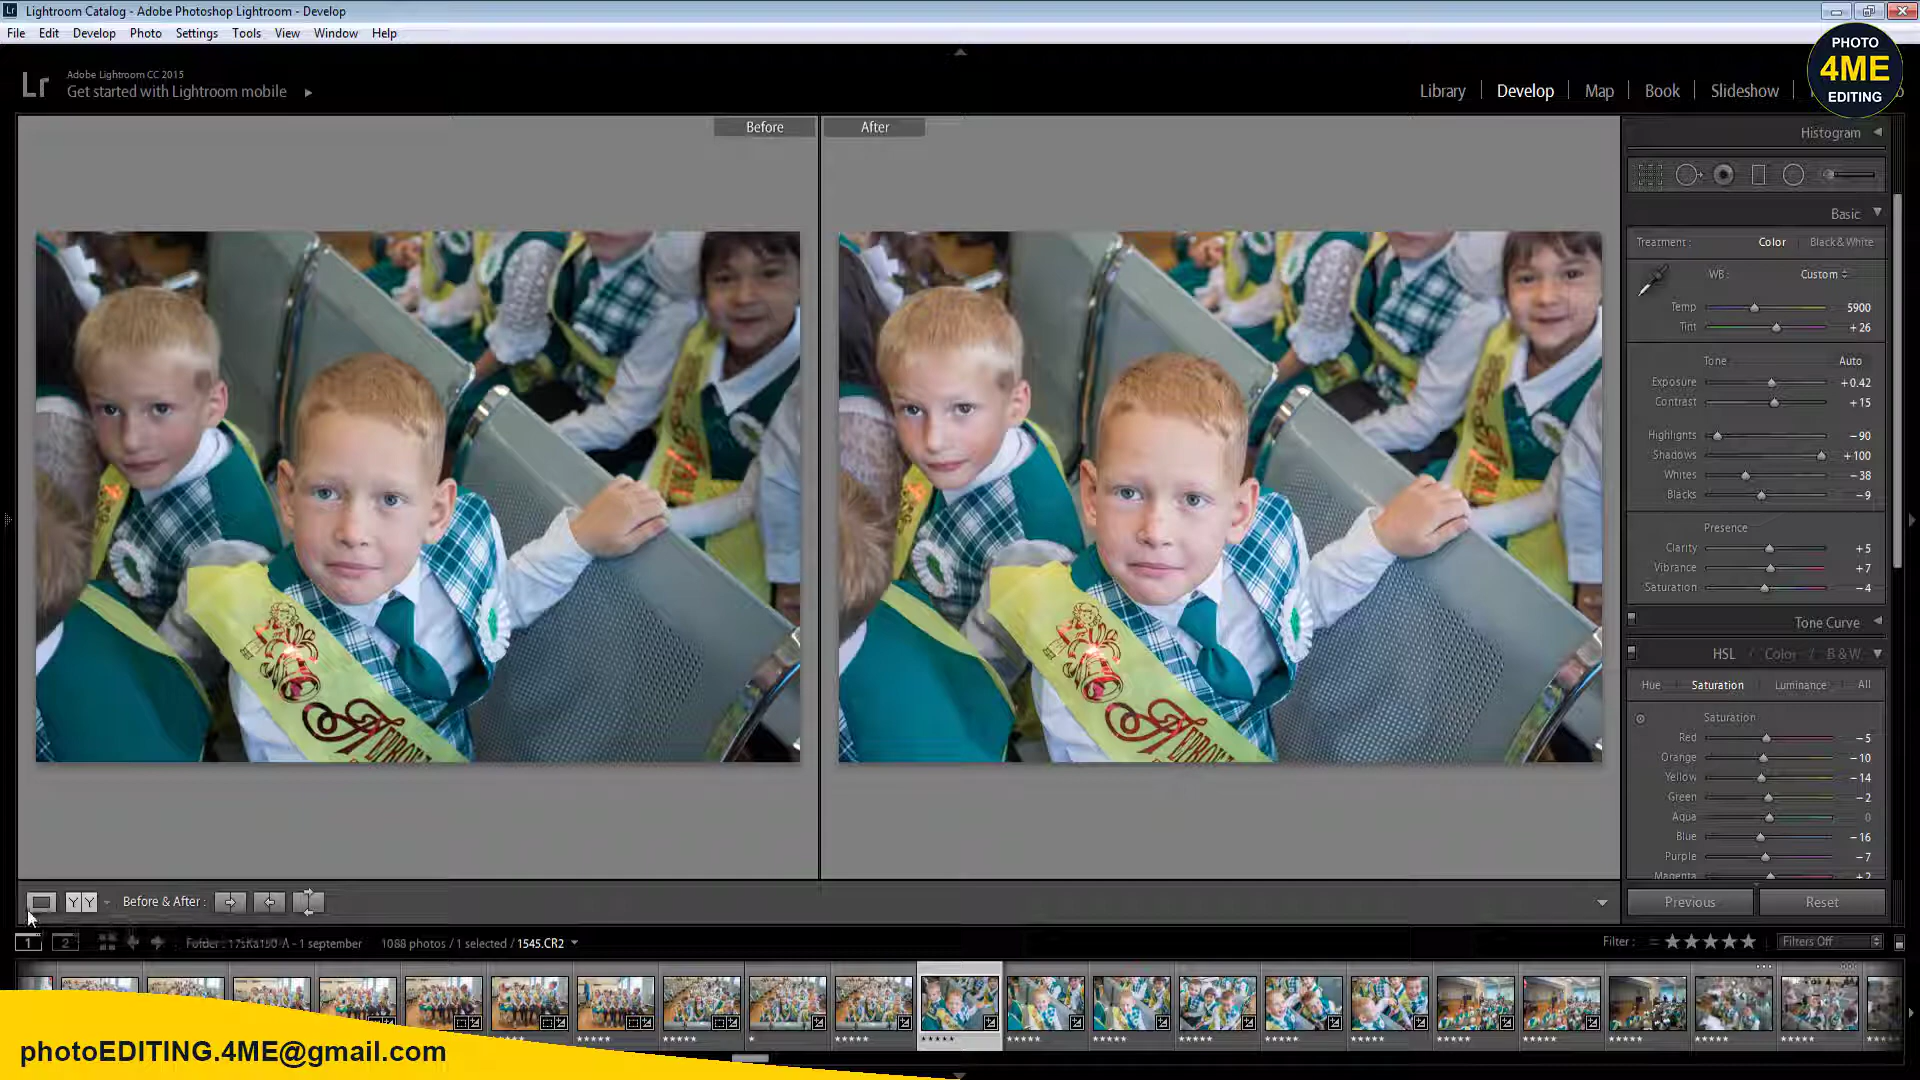 Lightroom Catalog - Adobe Photoshop Lightroom - Develop
File Edit Develop Photo Settings Tools View Window Help
Adobe Lightroom CC 2015
Get started with Lightroom mobile
Library Develop Map Book Slideshow
PHOTO
4ME
EDITING
Before After
Histogram
Basic
Treatment : Color Black & White
WB : Custom
Temp 5900
Tint + 26
Tone Auto
Exposure + 0.42
Contrast + 15
Highlights − 90
Shadows + 100
Whites − 38
Blacks − 9
Presence
Clarity + 5
Vibrance + 7
Saturation − 4
Tone Curve
HSL / Color / B & W
Hue Saturation Luminance All
Saturation
Red − 5
Orange − 10
Yellow − 14
Green − 2
Aqua 0
Blue − 16
Purple − 7
Magenta + 2
Y Y Before & After :
Previous Reset
1 2 1 september 1088 photos / 1 selected / 1545.CR2
Filter : Filters Off
photoEDITING.4ME@gmail.com